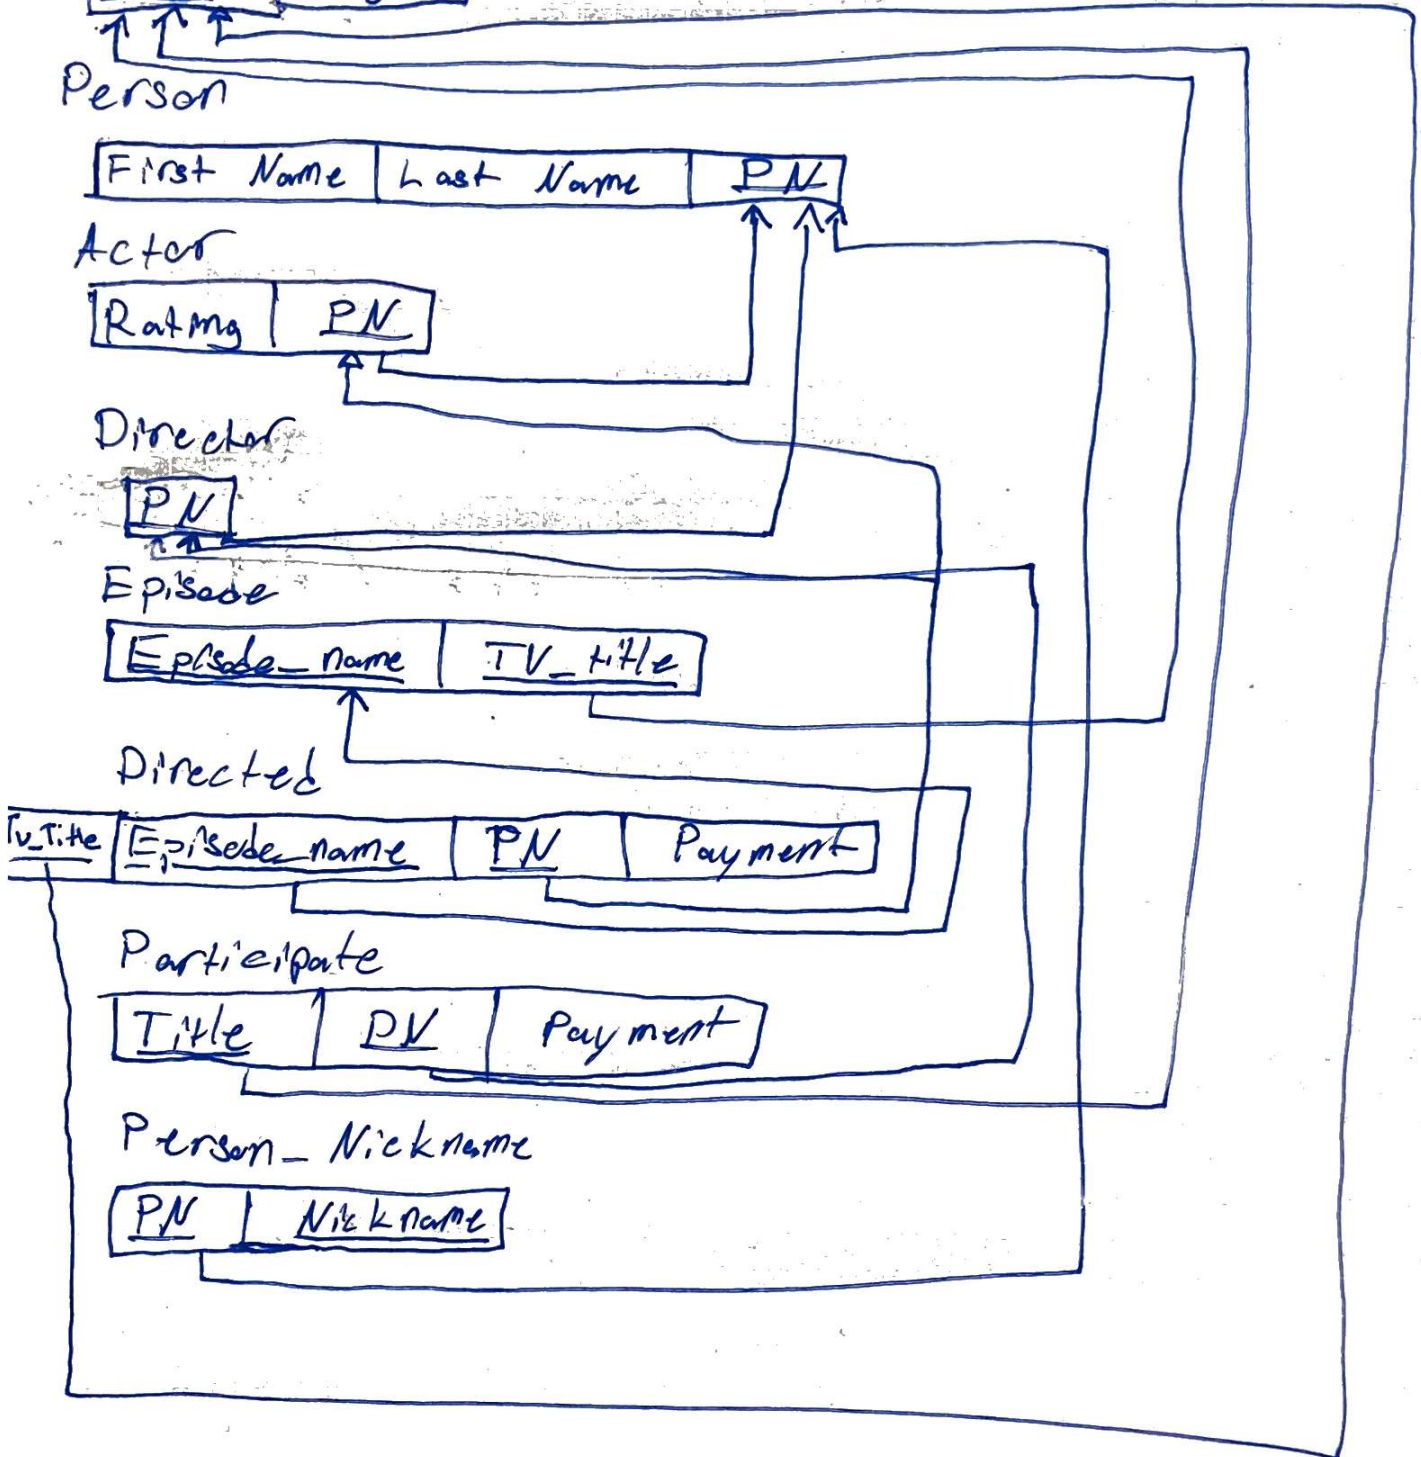 Person
First Name Last Name PN
Actor
Rating PN
Director
PN
Episode
Episode_name TV_title
Directed
Tv_Title Episode_name PN Payment
Participate
Title PN Payment
Person_Nickname
PN Nickname